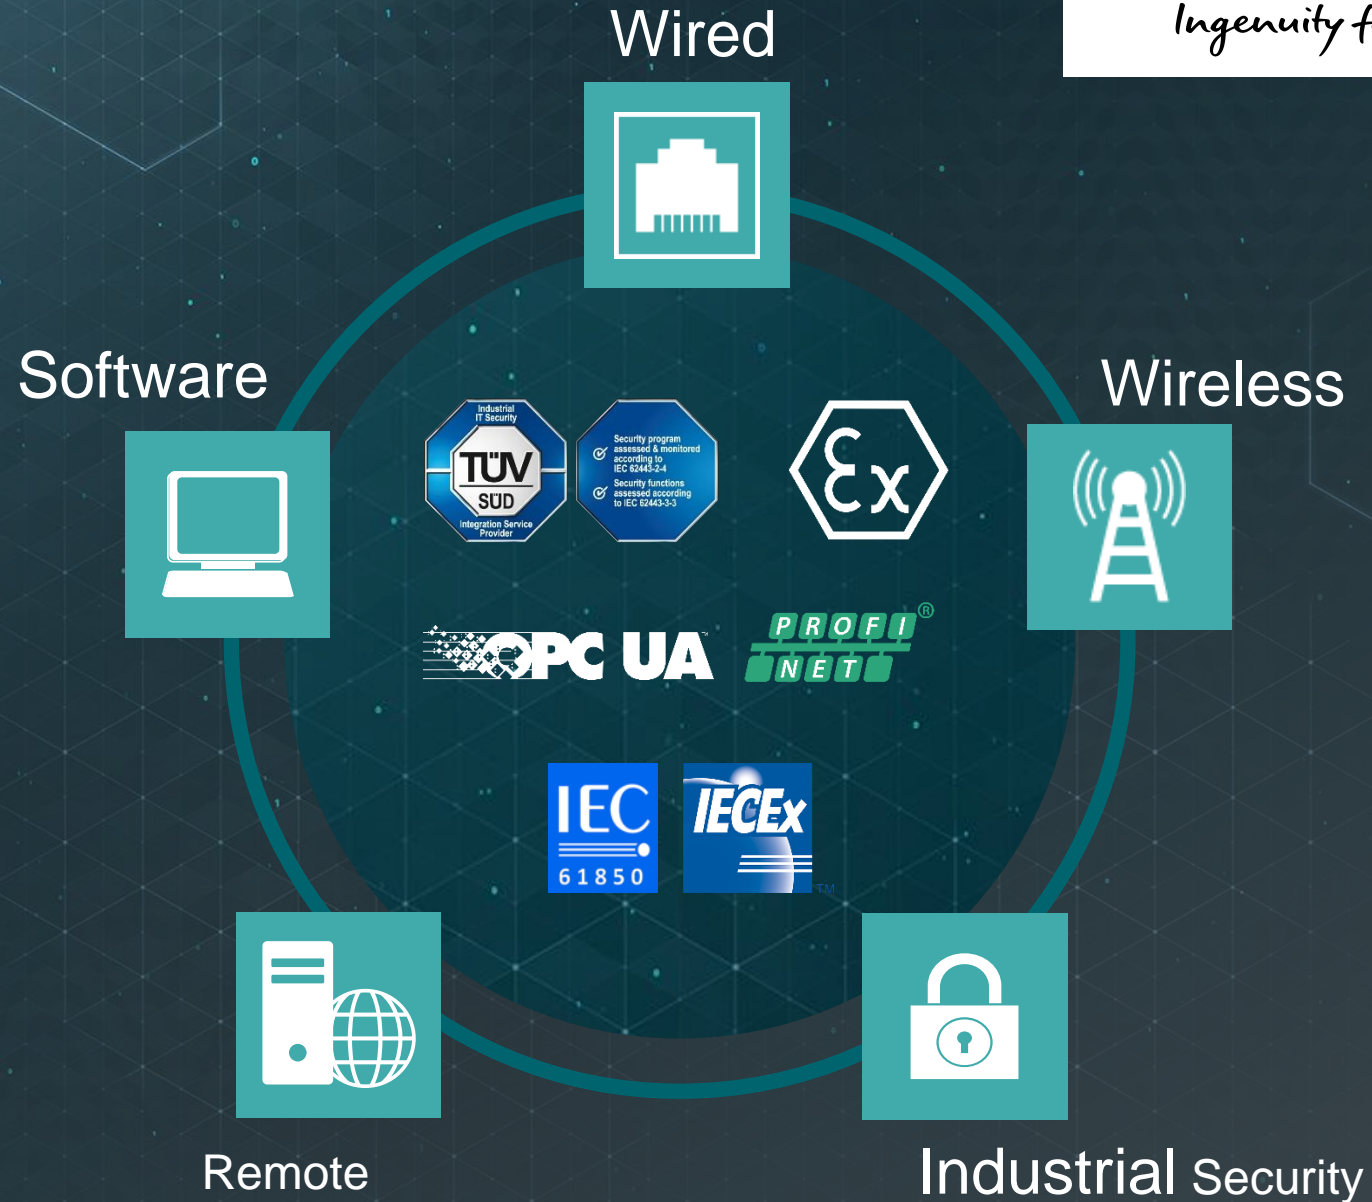 Wired
Ingenuity f
Software
Wireless
Industrial
IT Security
TÜV
SÜD
Integration Service
Provider
Security program
assessed & monitored
according to
IEC 62443-2-4
Security functions
assessed according
to IEC 62443-3-3
Ex
OPC UA
PROFI®
NET
IEC
61850
IECEx
TM
Remote
Industrial Security